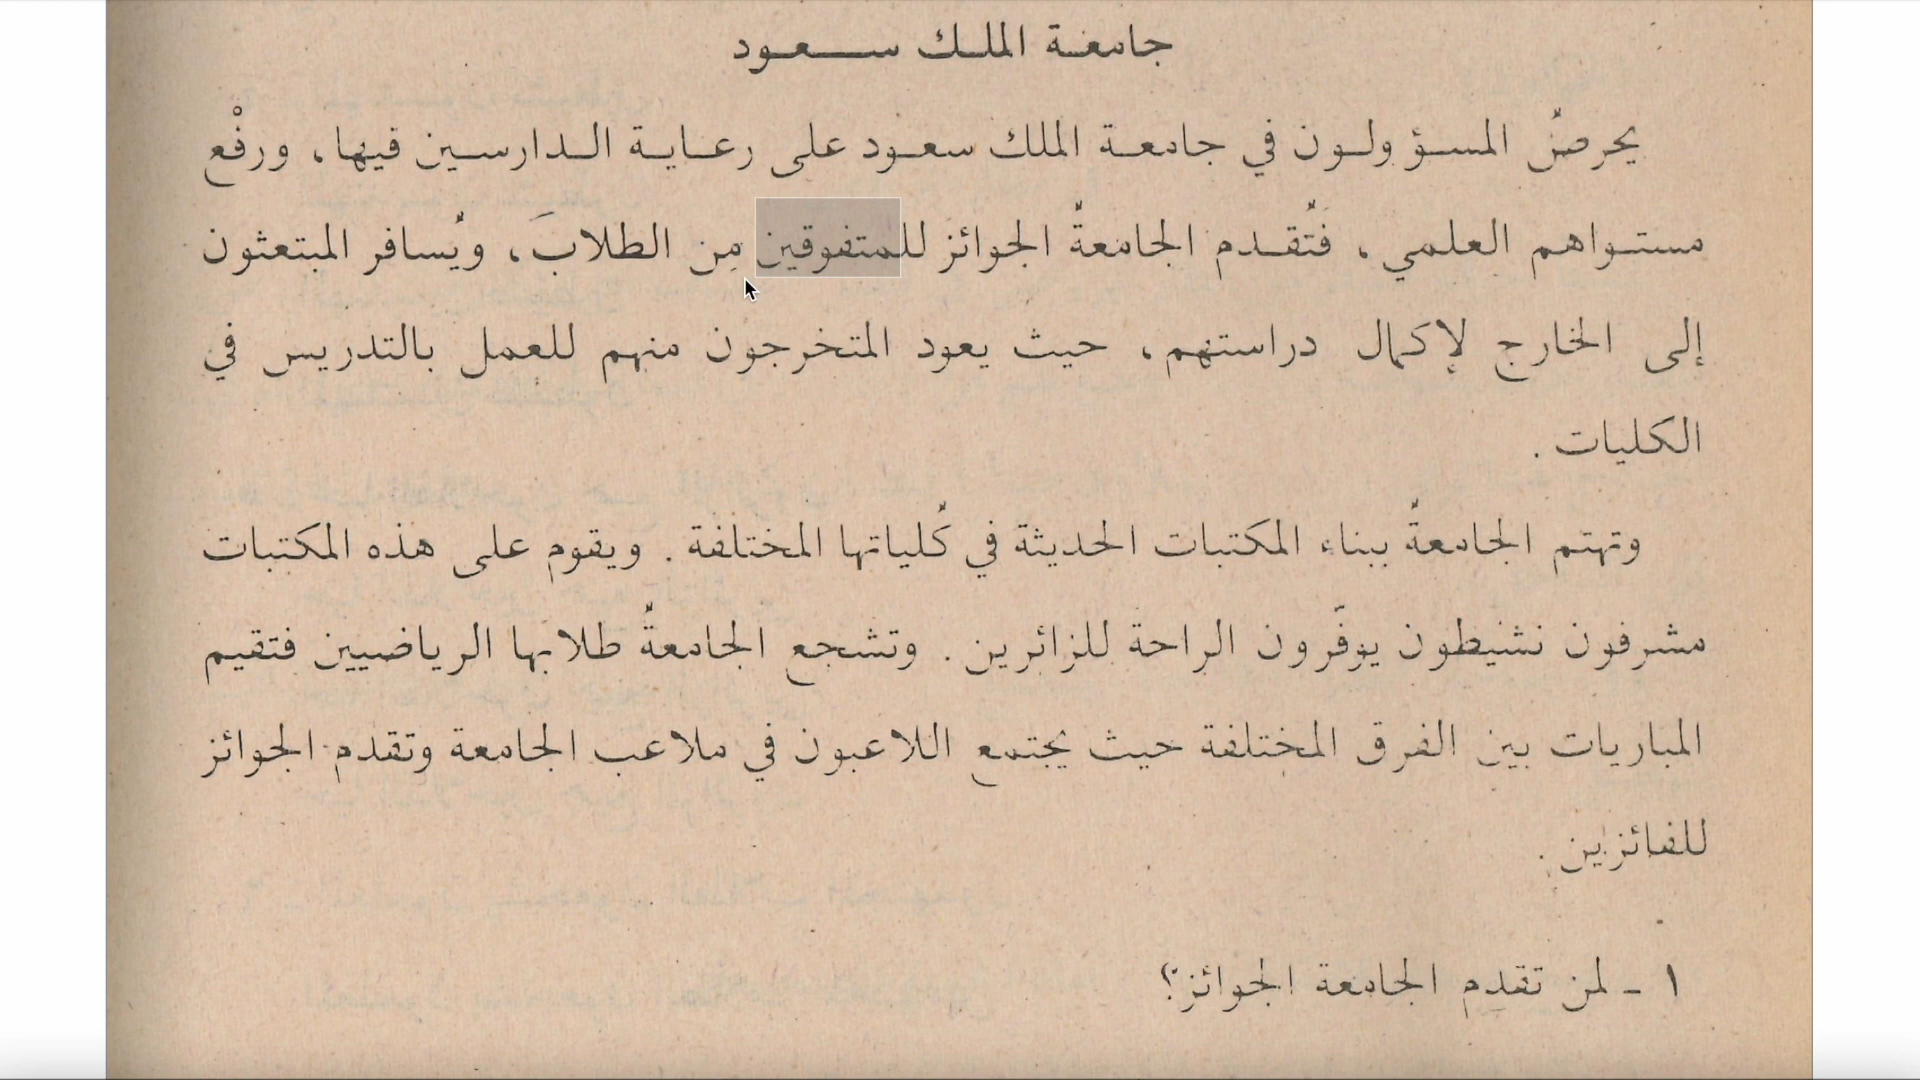 جامعة الملك سعود
يحرصُ المسؤولون في جامعة الملك سعود على رعاية الدارسين فيها، ورفْع
مستواهم العلمي، فتُقدم الجامعةُ الجوائز للمتفوقين مِن الطلابَ، ويُسافر المبتعثون
إلى الخارج لإكمال دراستهم، حيث يعود المتخرجون منهم للعمل بالتدريس في
الكليات .
وتهتم الجامعةُ ببناء المكتبات الحديثة في كُلياتها المختلفة . ويقوم على هذه المكتبات
مشرفون نشيطون يوفّرون الراحة للزائرين . وتشجع الجامعةُ طلابها الرياضيين فتقيم
المباريات بين الفرق المختلفة حيث يجتمع اللاعبون في ملاعب الجامعة وتقدم الجوائز
للفائزين .
١ - لمن تقدم الجامعة الجوائز؟